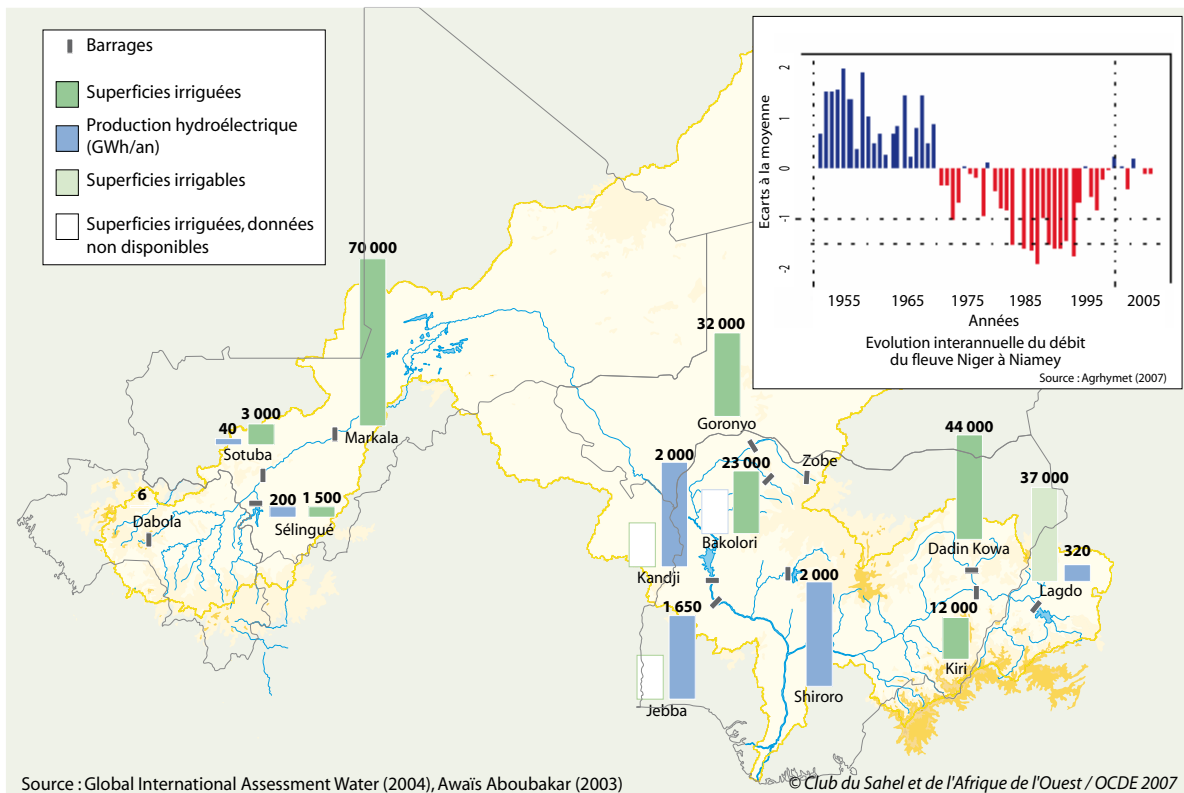 Barrages
Superficies irriguées
Production hydroélectrique
(GWh/an)
Superficies irrigables
Superficies irriguées, données
non disponibles
Ecarts à la moyenne
2
1
0
-1
-2
1955 1965 1975 1985 1995 2005
Années
Evolution interannuelle du débit
du fleuve Niger à Niamey
Source : Agrhymet (2007)
70 000
Markala
3 000
40
Sotuba
6
Dabola
200 1 500
Sélingué
32 000
Goronyo
2 000
Kandji
23 000
Bakolori
Zobe
44 000
Dadin Kowa
37 000
320
Lagdo
1 650
Jebba
2 000
Shiroro
12 000
Kiri
Source : Global International Assessment Water (2004), Awaïs Aboubakar (2003)
© Club du Sahel et de l'Afrique de l'Ouest / OCDE 2007